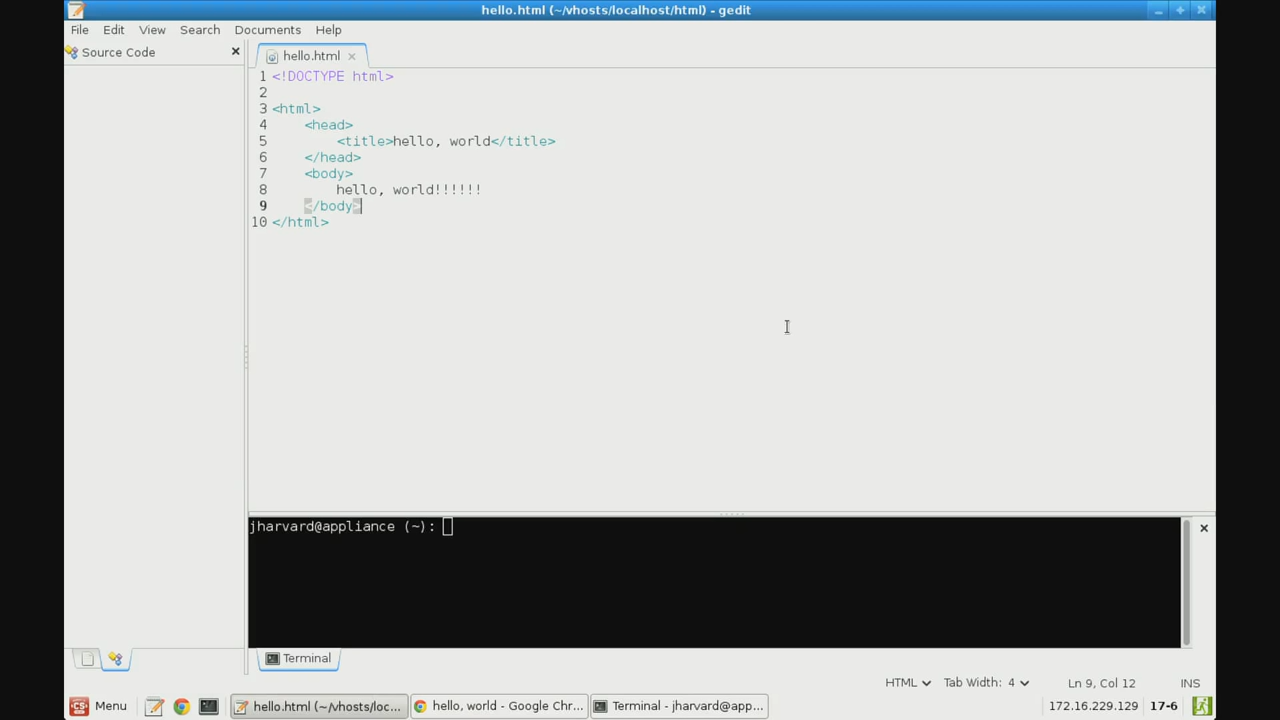 hello.html (~/vhosts/localhost/html) - gedit
File Edit View Search Documents Help
Source Code
hello.html
1 <!DOCTYPE html>
2
3 <html>
4     <head>
5         <title>hello, world</title>
6     </head>
7     <body>
8         hello, world!!!!!!
9     </body>
10 </html>
jharvard@appliance (~):
Terminal
HTML Tab Width: 4 Ln 9, Col 12 INS
Menu hello.html (~/vhosts/loc... hello, world - Google Chr... Terminal - jharvard@app... 172.16.229.129 17-6